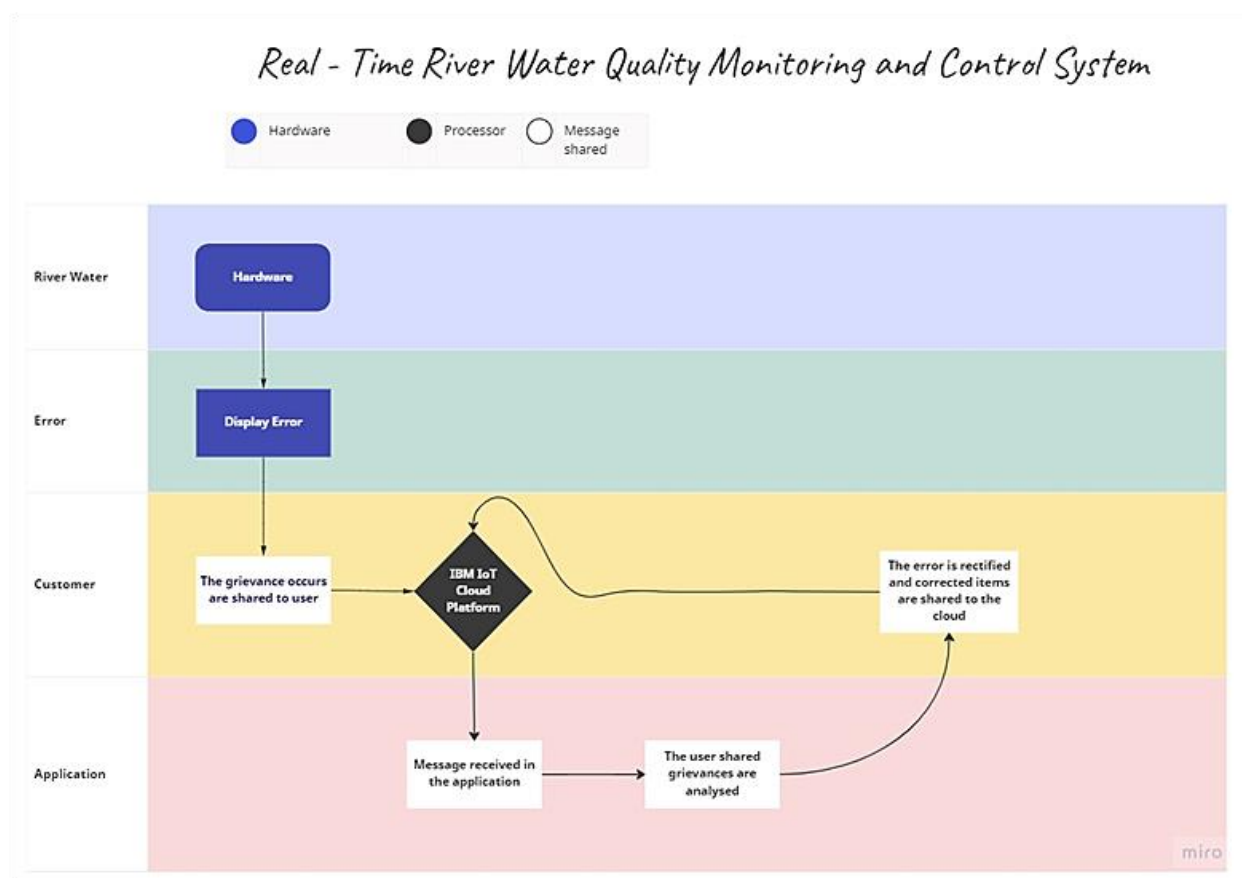 Real - Time River Water Quality Monitoring and Control System
Hardware
Processor
Message
shared
River Water
Hardware
Error
Display Error
Customer
The grievance occurs
are shared to user
IBM IoT
Cloud
Platform
The error is rectified
and corrected items
are shared to the
cloud
Application
Message received in
the application
The user shared
grievances are
analysed
miro